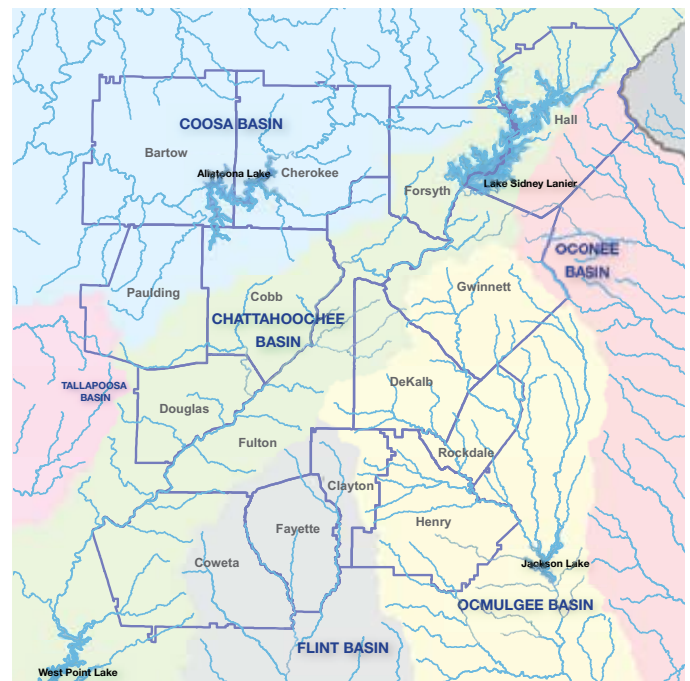 Hall
COOSA BASIN
Bartow
Allatoona Lake
Cherokee
Forsyth
Lake Sidney Lanier
OCONEE
BASIN
Paulding
Cobb
Gwinnett
CHATTAHOOCHEE
BASIN
TALLAPOOSA
BASIN
DeKalb
Douglas
Fulton
Rockdale
Clayton
Fayette
Henry
Coweta
Jackson Lake
OCMULGEE BASIN
FLINT BASIN
West Point Lake